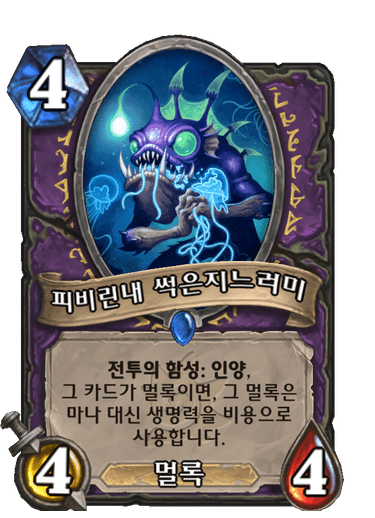 4
피비린내 썩은지느러미
전투의 함성: 인양,
그 카드가 멀록이면, 그 멀록은
마나 대신 생명력을 비용으로
사용합니다.
4
멀록
4